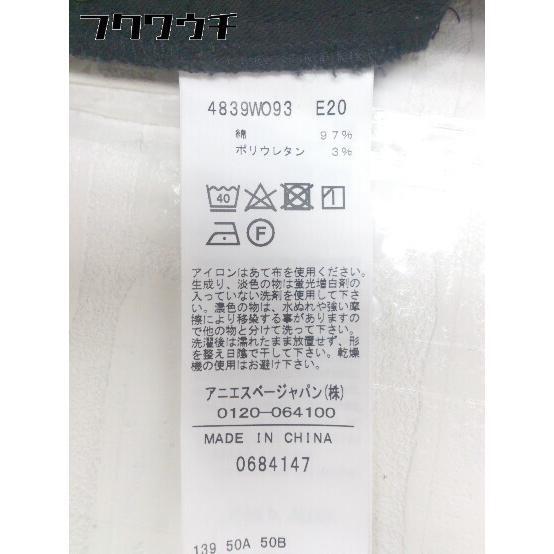 フクウウチ
4839W093 E20
綿 97%
ポリウレタン 3%
40
F
アイロンはあて布を使用ください。
生成り、淡色の物は蛍光増白剤の
入っていない洗剤を使用して下さ
い。濃色の物は、水ぬれや強い摩
擦により移染する事がありますの
で他の物と分けて洗って下さい。
洗濯後は濡れたまま放置せず、形
を整え日陰で干して下さい。乾燥
機の使用はお避け下さい。
アニエスベージャパン(株)
0120-064100
MADE IN CHINA
0684147
139 50A 50B